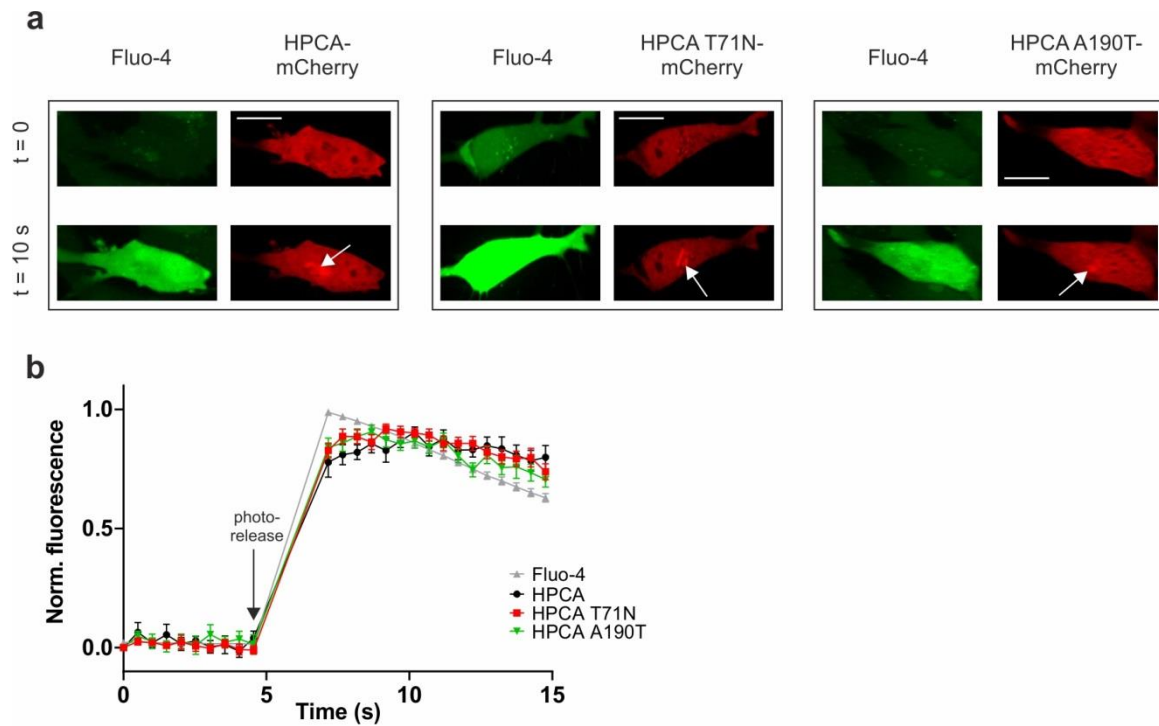 a
Fluo-4
HPCA-
mCherry
Fluo-4
HPCA T71N-
mCherry
Fluo-4
HPCA A190T-
mCherry
t = 0
t = 10 s
b
Norm. fluorescence
1.0
0.5
0.0
photo-
release
Fluo-4
HPCA
HPCA T71N
HPCA A190T
0 5 10 15
Time (s)